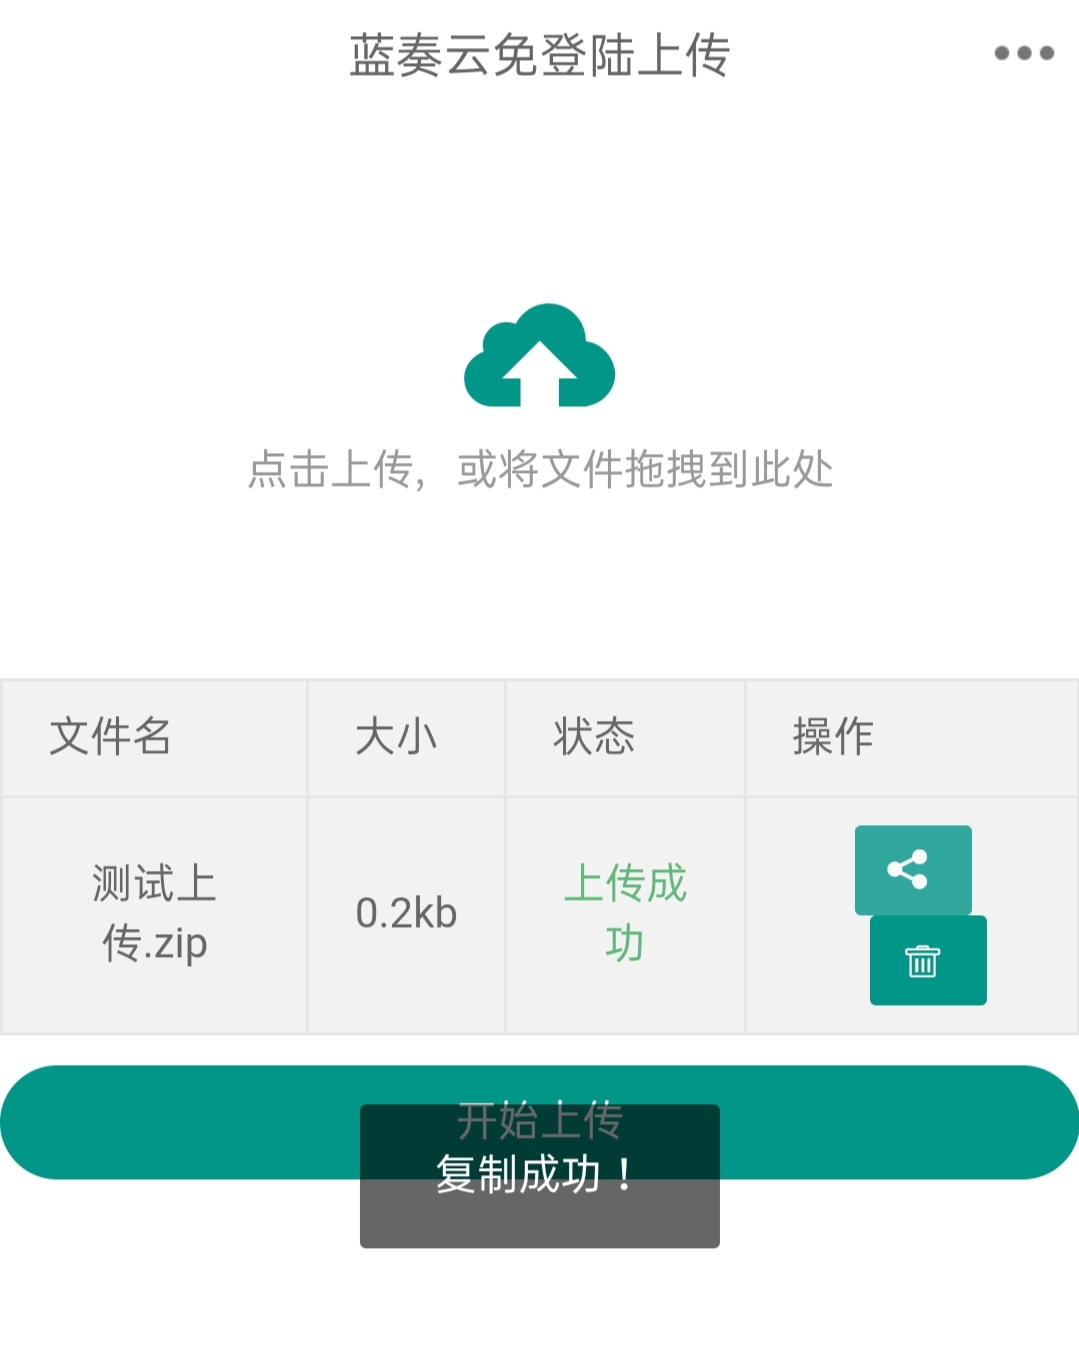 蓝奏云免登陆上传
点击上传，或将文件拖拽到此处
文件名
大小
状态
操作
测试上
传.zip
0.2kb
上传成
功
开始上传
复制成功！